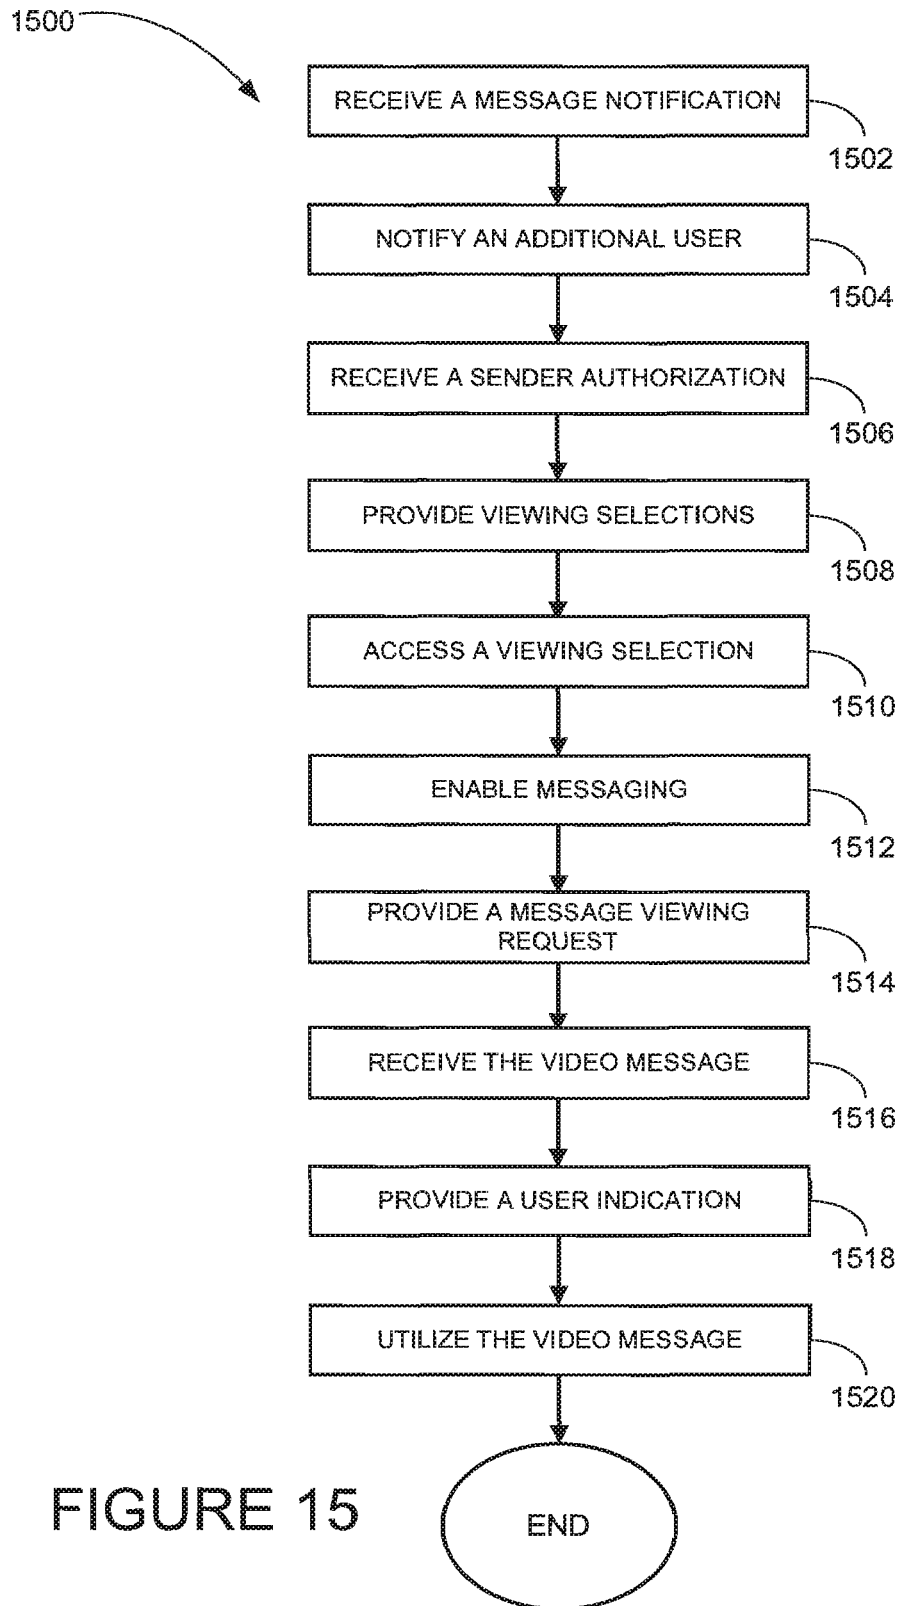 1500
RECEIVE A MESSAGE NOTIFICATION
1502
NOTIFY AN ADDITIONAL USER
1504
RECEIVE A SENDER AUTHORIZATION
1506
PROVIDE VIEWING SELECTIONS
1508
ACCESS A VIEWING SELECTION
1510
ENABLE MESSAGING
1512
PROVIDE A MESSAGE VIEWING
REQUEST
1514
RECEIVE THE VIDEO MESSAGE
1516
PROVIDE A USER INDICATION
1518
UTILIZE THE VIDEO MESSAGE
1520
FIGURE 15
END